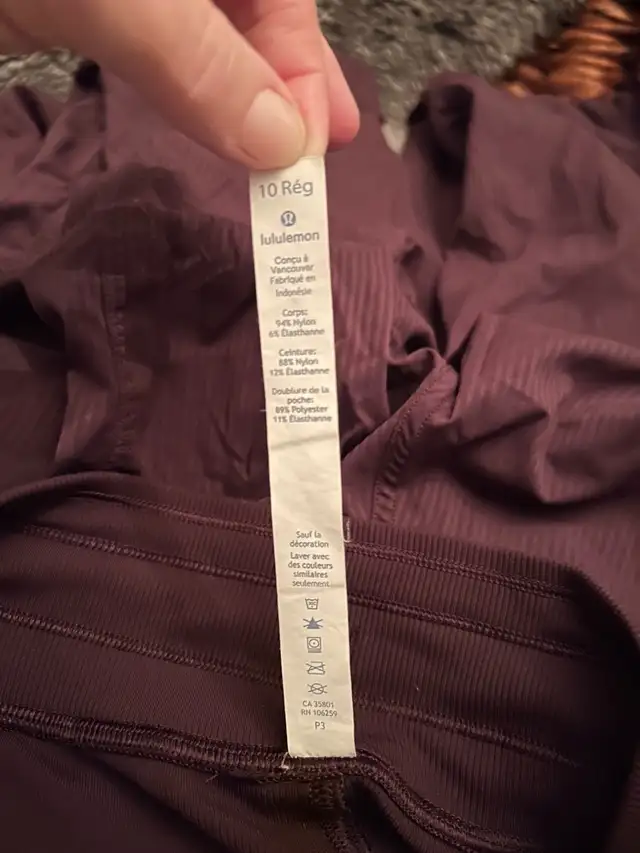 10 Rég
lululemon
Conçu à
Vancouver
Fabriqué en
Indonésie
Corps:
94% Nylon
6% Élasthanne
Ceinture:
88% Nylon
12% Élasthanne
Doublure de la
poche:
89% Polyester
11% Élasthanne
Sauf la
décoration
Laver avec
des couleurs
similaires
seulement
CA 35801
RN 106259
P3